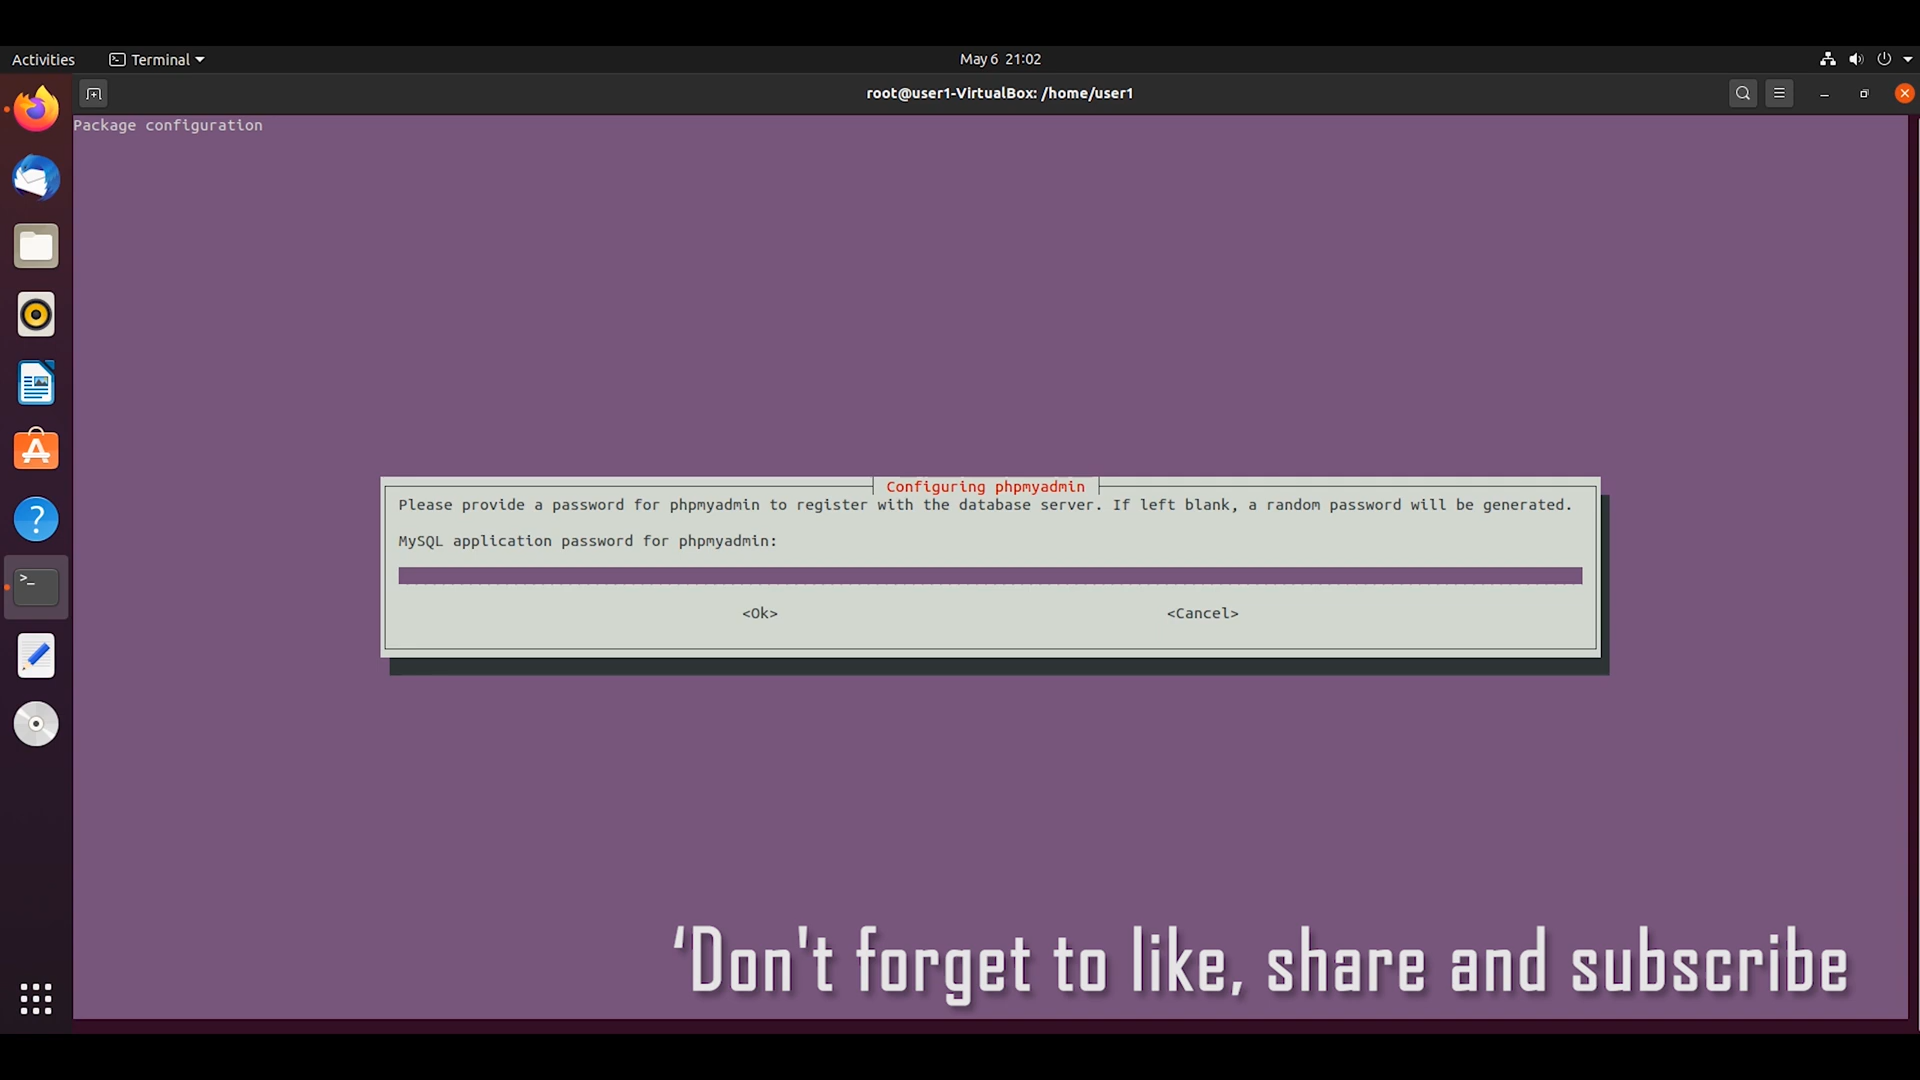 Activities
Terminal
May 6 21:02
root@user1-VirtualBox: /home/user1
Package configuration
Configuring phpmyadmin
Please provide a password for phpmyadmin to register with the database server. If left blank, a random password will be generated.
MySQL application password for phpmyadmin:
<Ok>
<Cancel>
‘Don't forget to like, share and subscribe